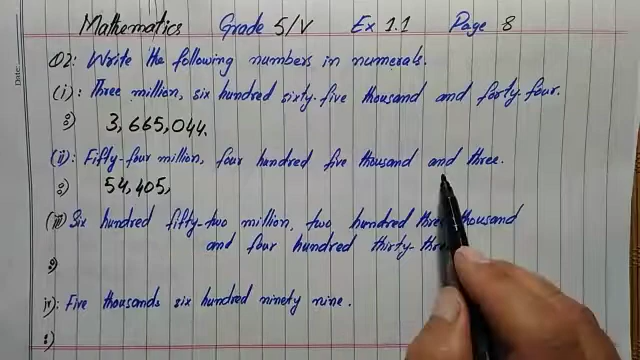 Mathematics Grade 5/V Ex 1.1 Page 8
Date:
Q2: Write the following numbers in numerals.
(i): Three million, six hundred sixty-five thousand and forty-four.
3,665,044.
(ii): Fifty-four million, four hundred five thousand and three.
54,405,
(iii) Six hundred fifty-two million, two hundred three thousand
and four hundred thirty-
iv): Five thousands six hundred ninety nine.